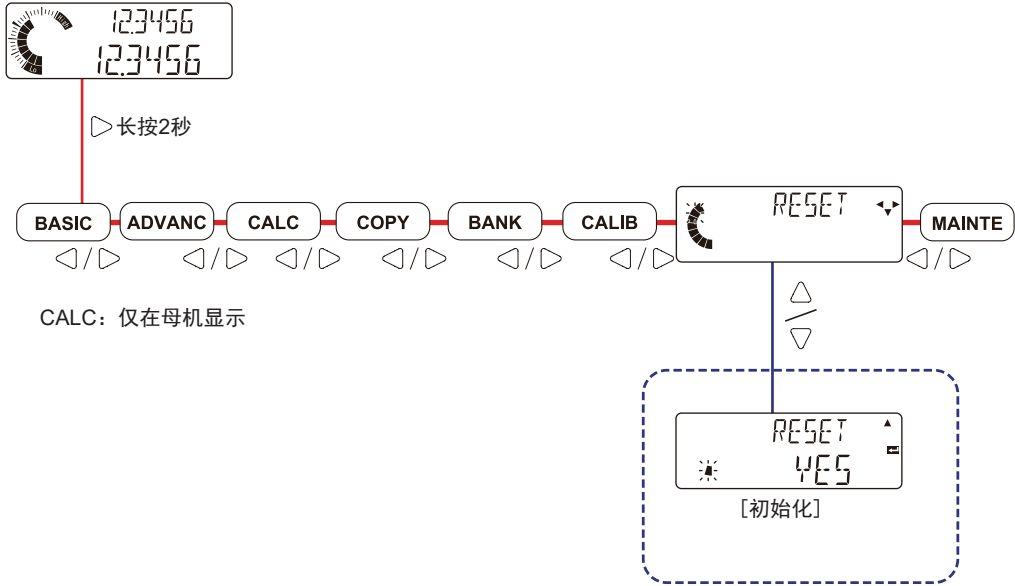 12.3456
12.3456
High
Lo
长按2秒
BASIC
ADVANC
CALC
COPY
BANK
CALIB
RESET
MAINTE
CALC：仅在母机显示
RESET
YES
[初始化]